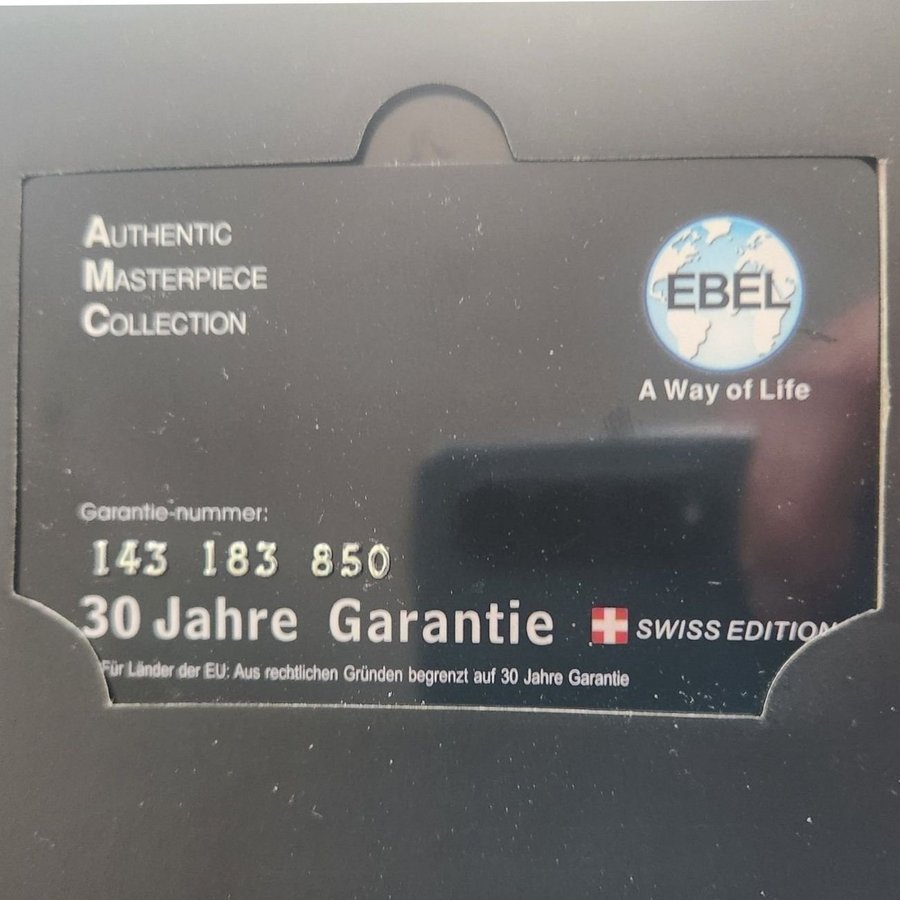 AUTHENTIC
MASTERPIECE
COLLECTION
EBEL
A Way of Life
Garantie-nummer:
143 183 850
30 Jahre Garantie
SWISS EDITION
Für Länder der EU: Aus rechtlichen Gründen begrenzt auf 30 Jahre Garantie